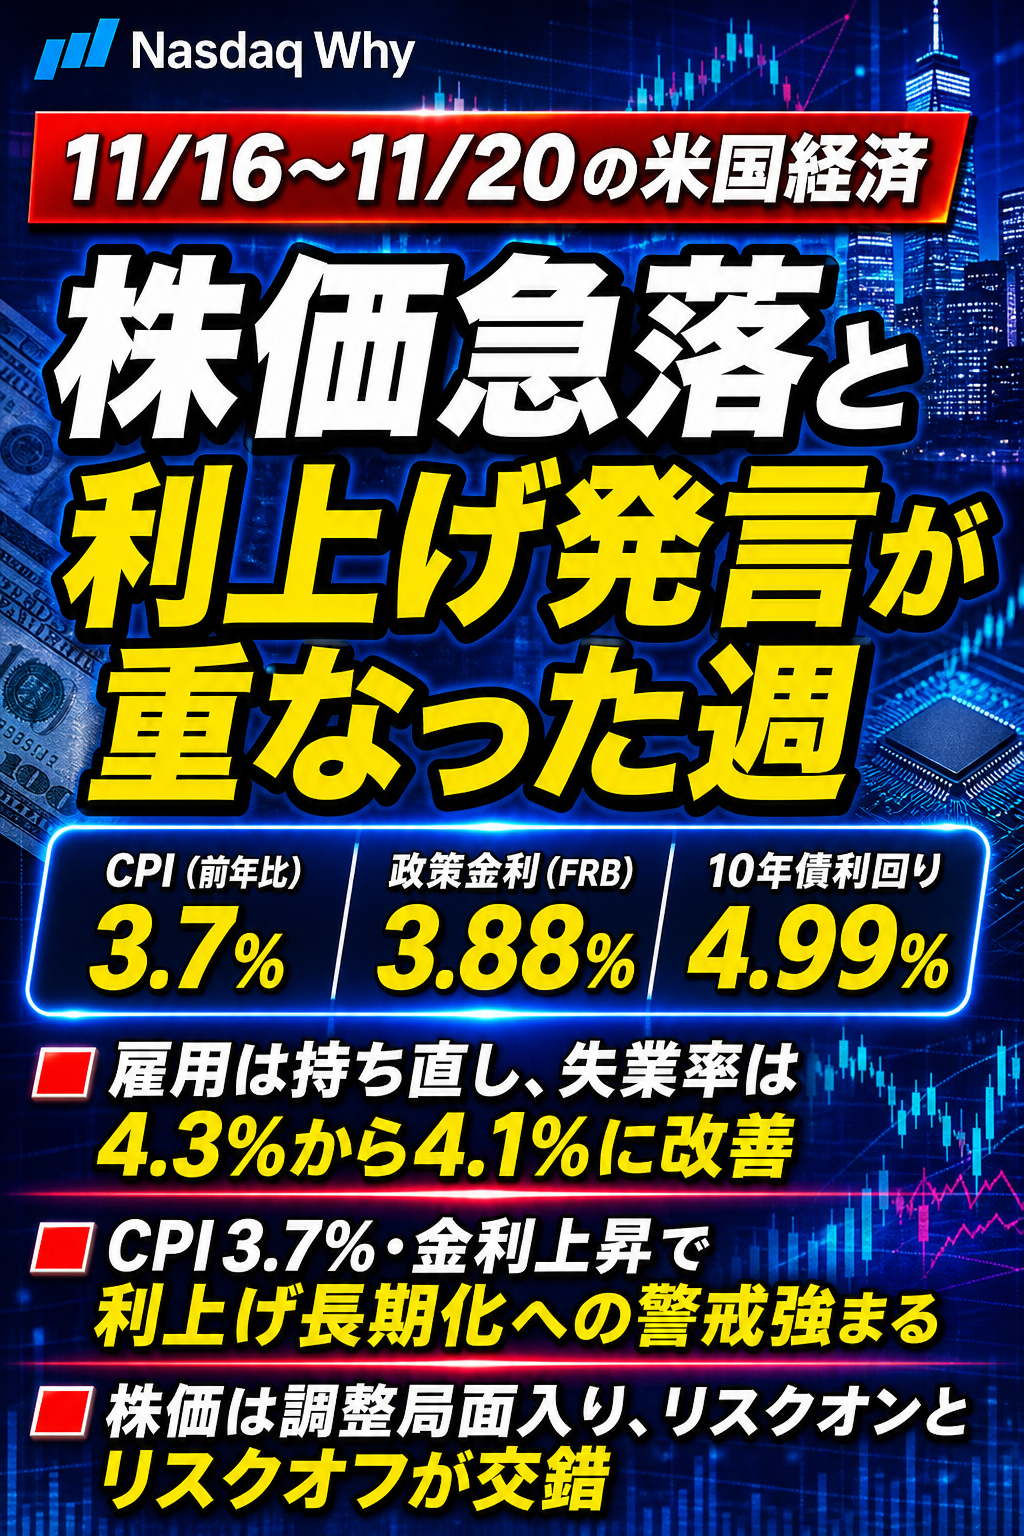 Nasdaq Why
11/16〜11/20の米国経済
株価急落と
利上げ発言が
重なった週
CPI(前年比)
3.7%
政策金利(FRB)
3.88%
10年債利回り
4.99%
雇用は持ち直し、失業率は
4.3%から4.1%に改善
CPI 3.7%・金利上昇で
利上げ長期化への警戒強まる
株価は調整局面入り、リスクオンと
リスクオフが交錯
100